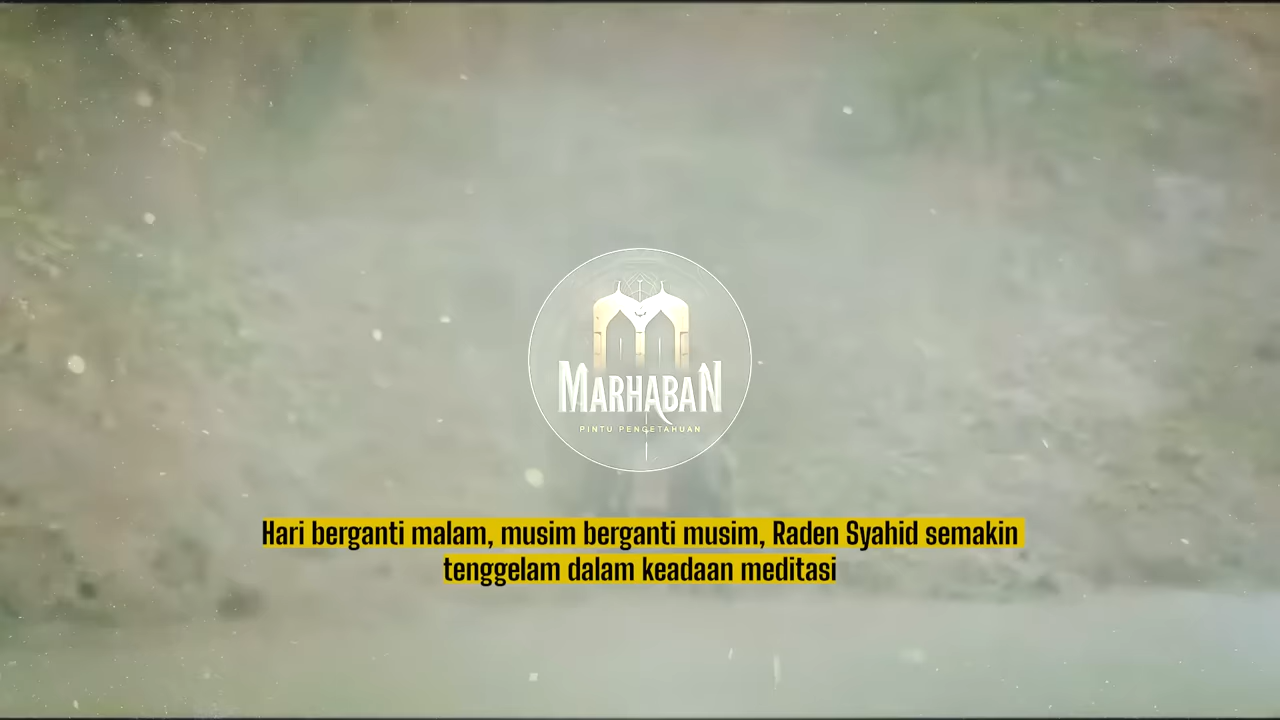 MARHABAN
PINTU PENGETAHUAN
Hari berganti malam, musim berganti musim, Raden Syahid semakin
tenggelam dalam keadaan meditasi